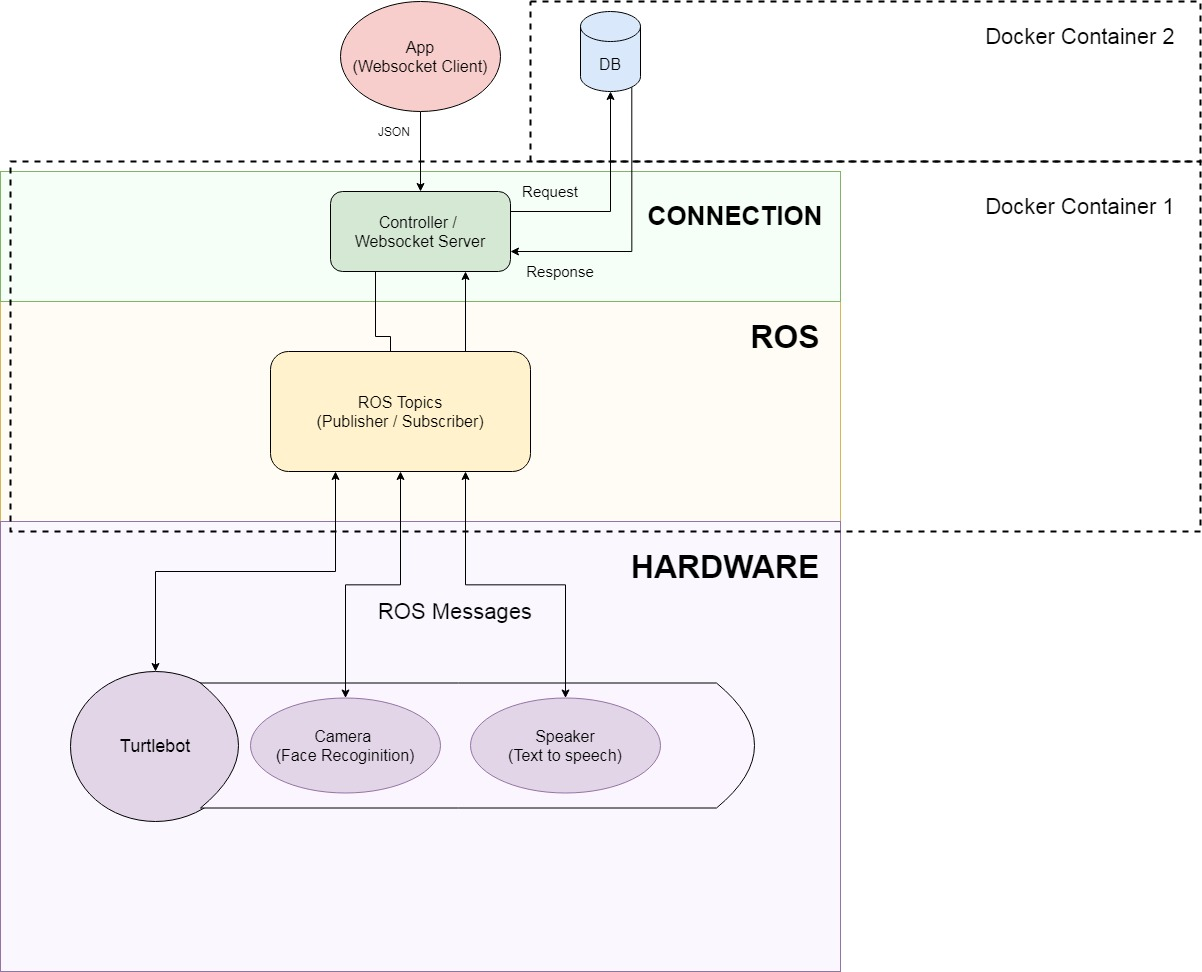 App
(Websocket Client)
DB
Docker Container 2
JSON
Request
CONNECTION
Docker Container 1
Controller /
Websocket Server
Response
ROS
ROS Topics
(Publisher / Subscriber)
HARDWARE
ROS Messages
Turtlebot
Camera
(Face Recoginition)
Speaker
(Text to speech)